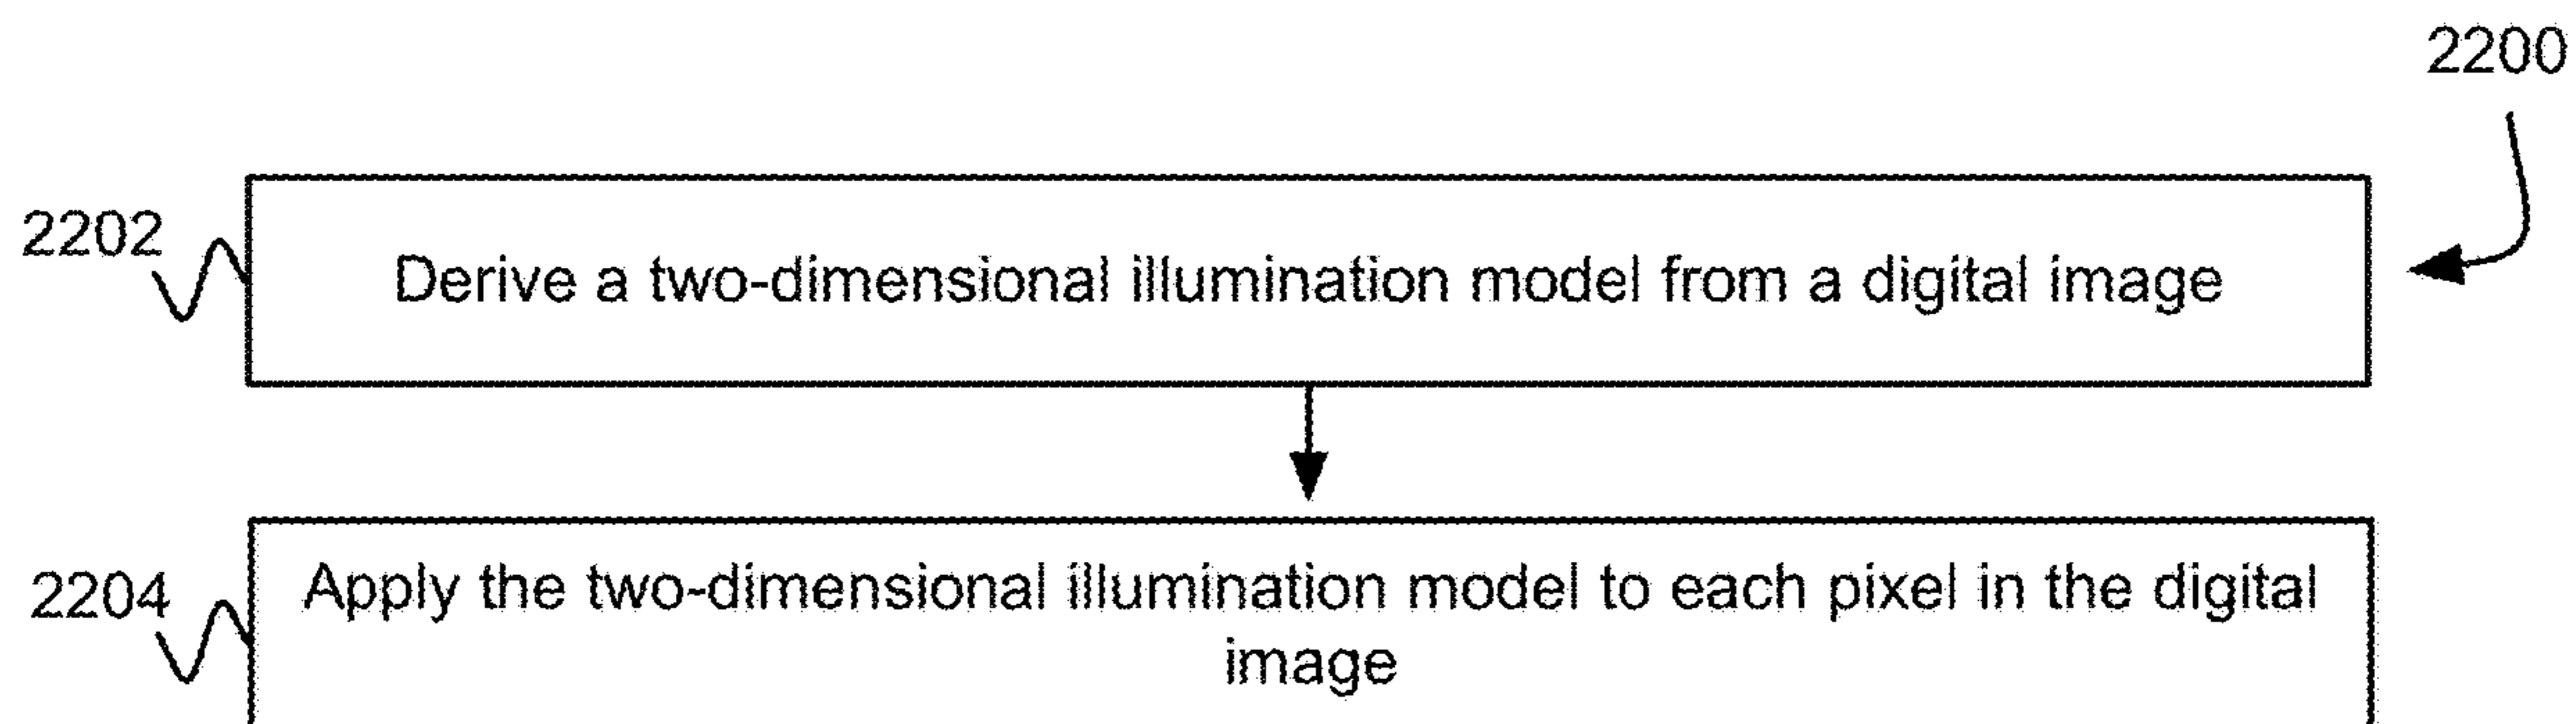 2200
2202
Derive a two-dimensional illumination model from a digital image
2204
Apply the two-dimensional illumination model to each pixel in the digital
image